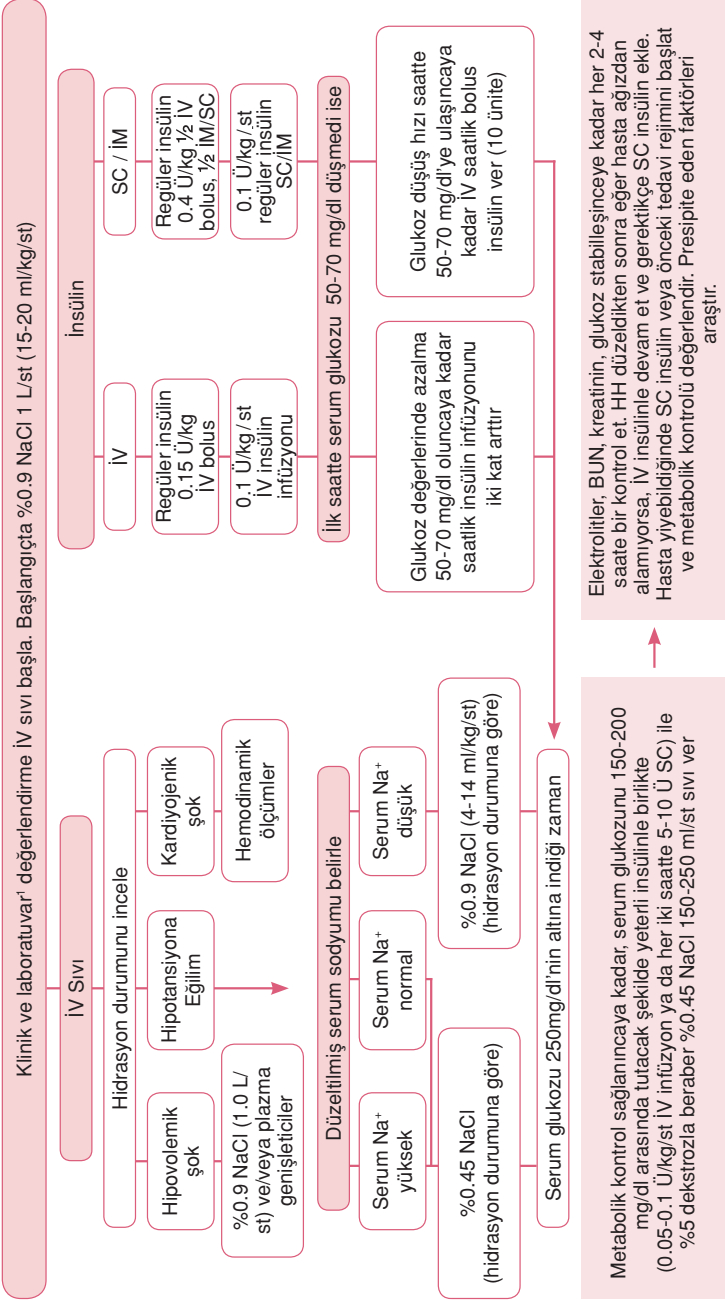 Klinik ve laboratuvar¹ değerlendirme İV sıvı başla. Başlangıçta %0.9 NaCl 1 L/st (15-20 ml/kg/st)
İV Sıvı
Hidrasyon durumunu incele
Hipovolemik
şok
%0.9 NaCl (1.0 L/
st) ve/veya plazma
genişleticiler
Hipotansiyona
Eğilim
Kardiyojenik
şok
Hemodinamik
ölçümler
Düzeltilmiş serum sodyumu belirle
Serum Na⁺
yüksek
Serum Na⁺
normal
Serum Na⁺
düşük
%0.45 NaCl
(hidrasyon durumuna göre)
%0.9 NaCl (4-14 ml/kg/st)
(hidrasyon durumuna göre)
Serum glukozu 250mg/dl'nin altına indiği zaman
İnsülin
İV
Regüler insülin
0.15 Ü/kg
İV bolus
0.1 Ü/kg/st
İV insülin
infüzyonu
SC / İM
Regüler insülin
0.4 Ü/kg ½ İV
bolus, ½ İM/SC
0.1 Ü/kg/st
regüler insülin
SC/İM
İlk saatte serum glukozu 50-70 mg/dl düşmedi ise
Glukoz değerlerinde azalma
50-70 mg/dl oluncaya kadar
saatlik insülin infüzyonunu
iki kat arttır
Glukoz düşüş hızı saatte
50-70 mg/dl'ye ulaşıncaya
kadar İV saatlik bolus
insülin ver (10 ünite)
Metabolik kontrol sağlanıncaya kadar, serum glukozunu 150-200
mg/dl arasında tutacak şekilde yeterli insülinle birlikte
(0.05-0.1 Ü/kg/st İV infüzyon ya da her iki saatte 5-10 Ü SC) ile
%5 dekstrozla beraber %0.45 NaCl 150-250 ml/st sıvı ver
Elektrolitler, BUN, kreatinin, glukoz stabilleşinceye kadar her 2-4
saate bir kontrol et. HH düzeldikten sonra eğer hasta ağızdan
alamıyorsa, İV insülinle devam et ve gerektikçe SC insülin ekle.
Hasta yiyebildiğinde SC insülin veya önceki tedavi rejimini başlat
ve metabolik kontrolü değerlendir. Presipite eden faktörleri
araştır.